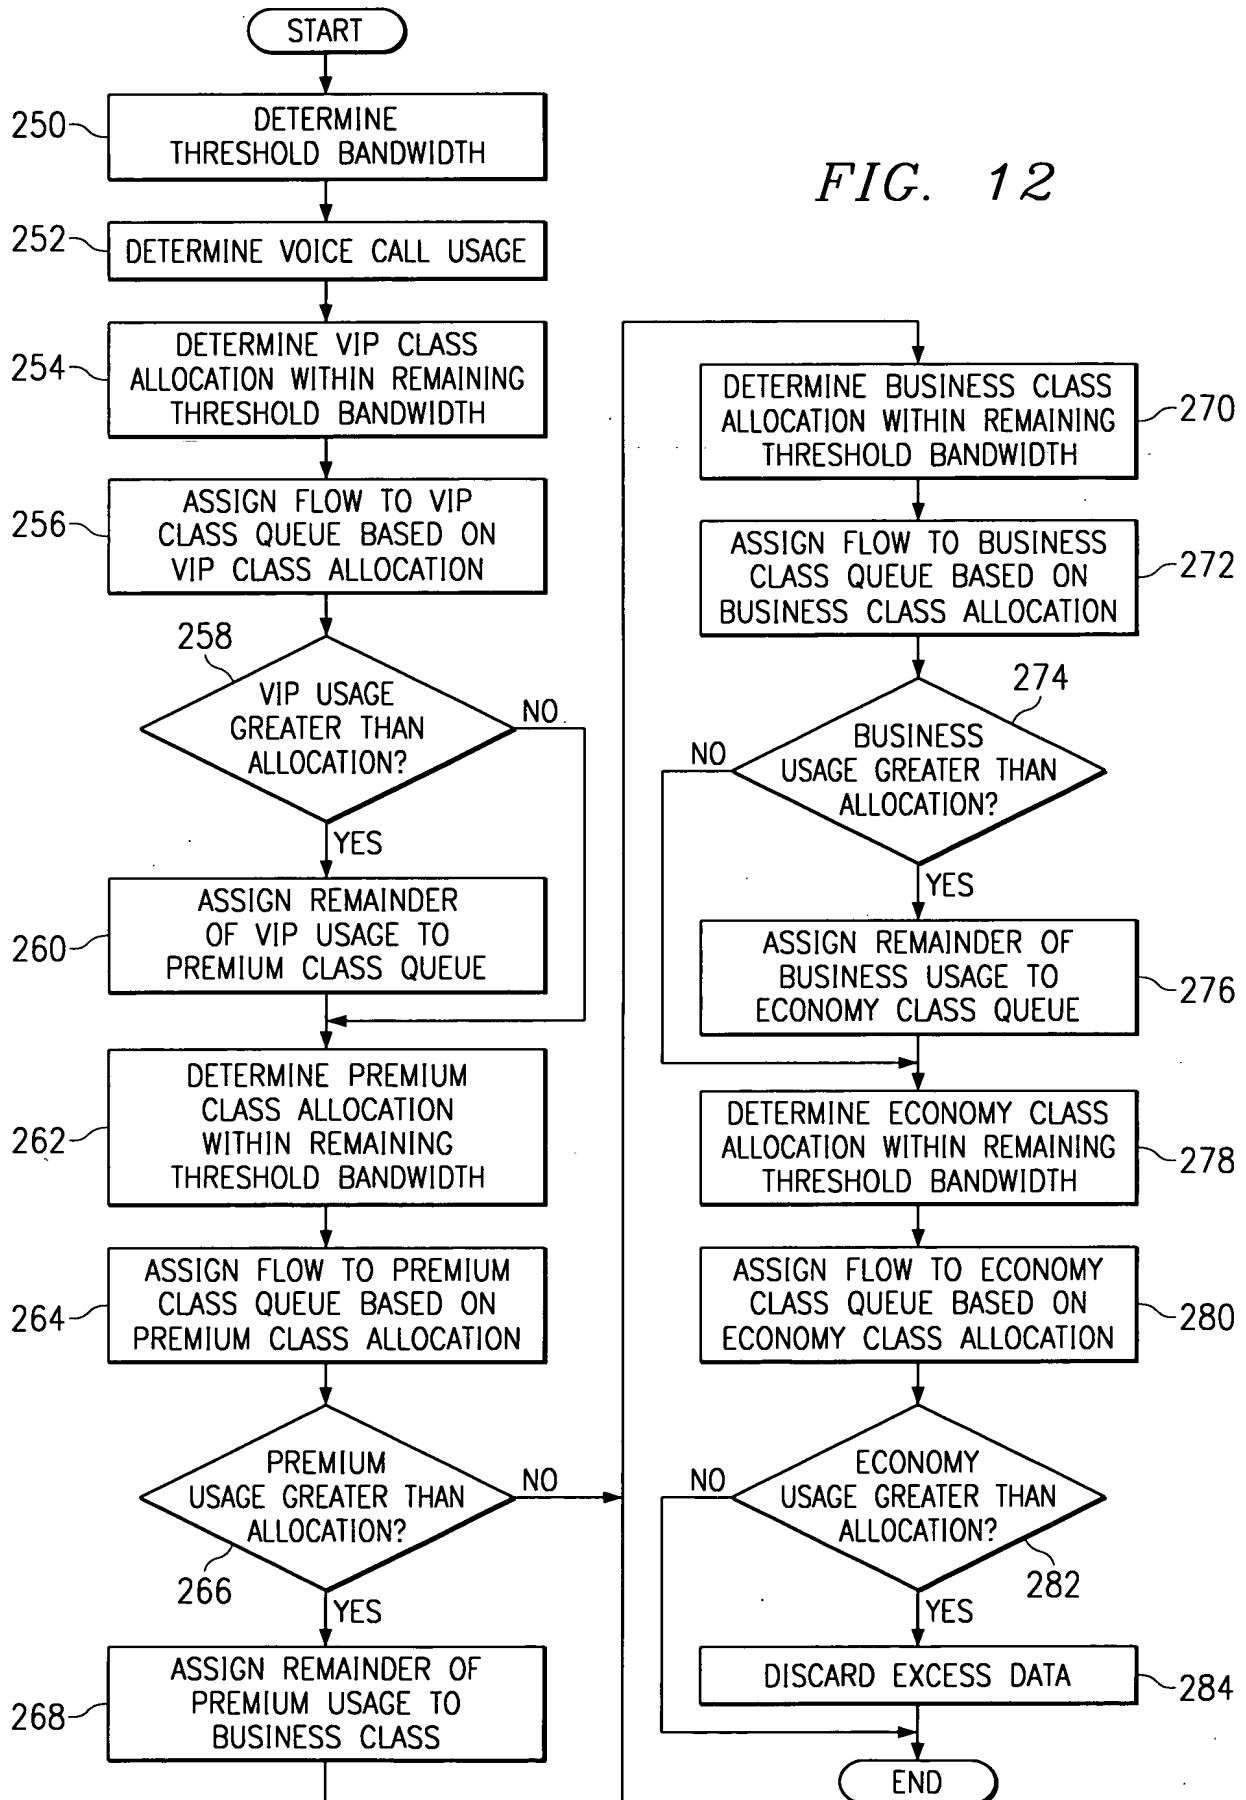 START
250
DETERMINE
THRESHOLD BANDWIDTH
252
DETERMINE VOICE CALL USAGE
254
DETERMINE VIP CLASS
ALLOCATION WITHIN REMAINING
THRESHOLD BANDWIDTH
256
ASSIGN FLOW TO VIP
CLASS QUEUE BASED ON
VIP CLASS ALLOCATION
258
VIP USAGE
GREATER THAN
ALLOCATION?
NO
YES
260
ASSIGN REMAINDER
OF VIP USAGE TO
PREMIUM CLASS QUEUE
262
DETERMINE PREMIUM
CLASS ALLOCATION
WITHIN REMAINING
THRESHOLD BANDWIDTH
264
ASSIGN FLOW TO PREMIUM
CLASS QUEUE BASED ON
PREMIUM CLASS ALLOCATION
PREMIUM
USAGE GREATER THAN
ALLOCATION?
NO
266
YES
268
ASSIGN REMAINDER OF
PREMIUM USAGE TO
BUSINESS CLASS
FIG. 12
DETERMINE BUSINESS CLASS
ALLOCATION WITHIN REMAINING
THRESHOLD BANDWIDTH
270
ASSIGN FLOW TO BUSINESS
CLASS QUEUE BASED ON
BUSINESS CLASS ALLOCATION
272
274
BUSINESS
USAGE GREATER THAN
ALLOCATION?
NO
YES
ASSIGN REMAINDER OF
BUSINESS USAGE TO
ECONOMY CLASS QUEUE
276
DETERMINE ECONOMY CLASS
ALLOCATION WITHIN REMAINING
THRESHOLD BANDWIDTH
278
ASSIGN FLOW TO ECONOMY
CLASS QUEUE BASED ON
ECONOMY CLASS ALLOCATION
280
ECONOMY
USAGE GREATER THAN
ALLOCATION?
NO
282
YES
DISCARD EXCESS DATA
284
END